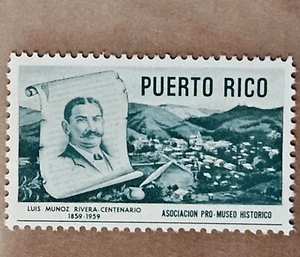 PUERTO RICO
LUIS MUNOZ RIVERA-CENTENARIO
1859-1959
ASOCIACION PRO-MUSEO HISTORICO